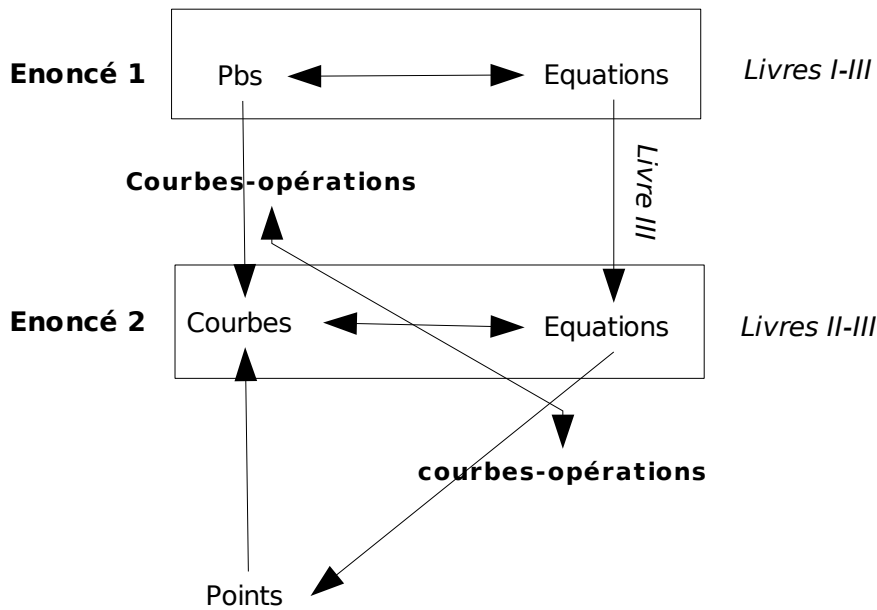 Enoncé 1
Pbs
Equations
Livres I-III
Courbes-opérations
Livre III
Enoncé 2
Courbes
Equations
Livres II-III
courbes-opérations
Points